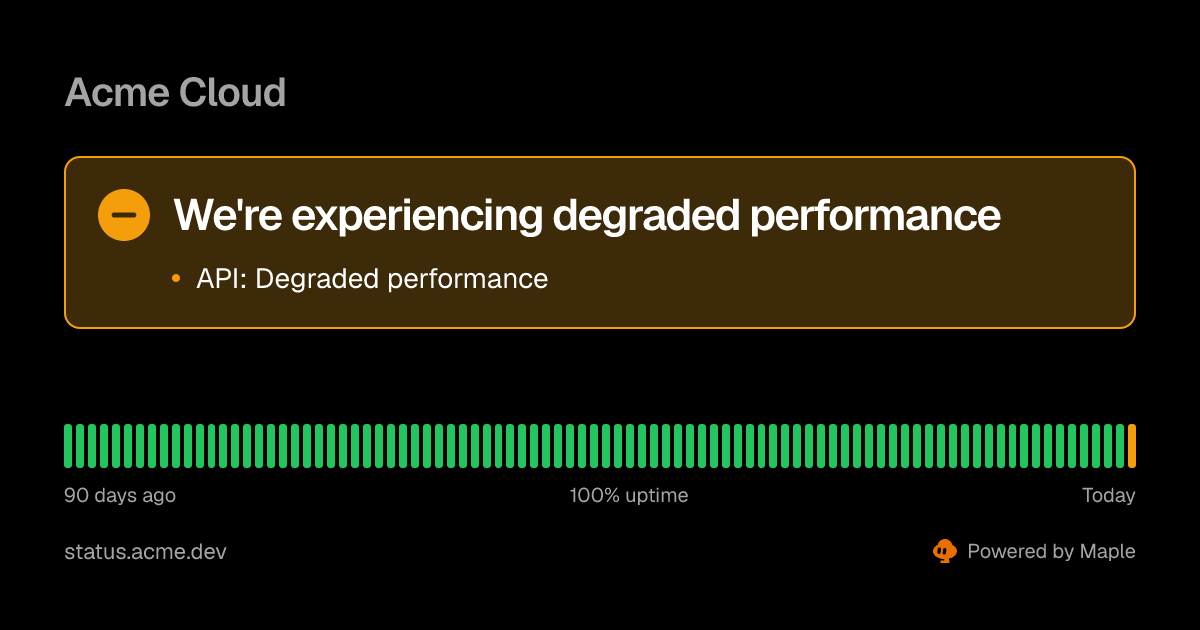 Acme Cloud
We're experiencing degraded performance
• API: Degraded performance
90 days ago
100% uptime
Today
status.acme.dev
Powered by Maple